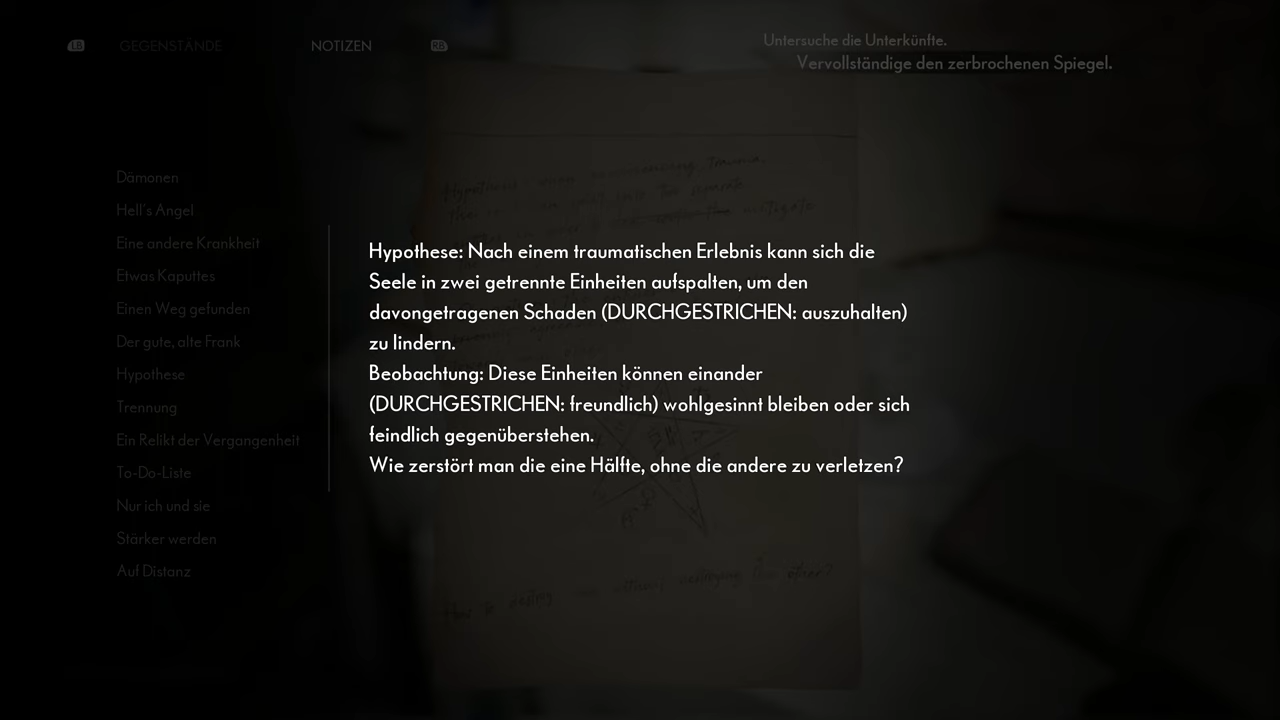 LB
GEGENSTÄNDE
NOTIZEN
RB
Untersuche die Unterkünfte.
Vervollständige den zerbrochenen Spiegel.
Dämonen
Hell's Angel
Eine andere Krankheit
Etwas Kaputtes
Einen Weg gefunden
Der gute, alte Frank
Hypothese
Trennung
Ein Relikt der Vergangenheit
To-Do-Liste
Nur ich und sie
Stärker werden
Auf Distanz
Hypothese: Nach einem traumatischen Erlebnis kann sich die
Seele in zwei getrennte Einheiten aufspalten, um den
davongetragenen Schaden (DURCHGESTRICHEN: auszuhalten)
zu lindern.
Beobachtung: Diese Einheiten können einander
(DURCHGESTRICHEN: freundlich) wohlgesinnt bleiben oder sich
feindlich gegenüberstehen.
Wie zerstört man die eine Hälfte, ohne die andere zu verletzen?